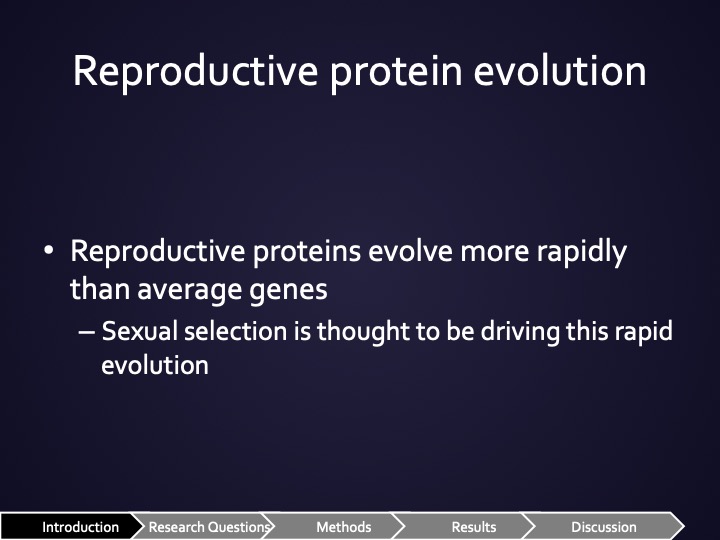 Reproductive protein evolution
• Reproductive proteins evolve more rapidly
than average genes
– Sexual selection is thought to be driving this rapid
evolution
Introduction Research Questions Methods Results Discussion